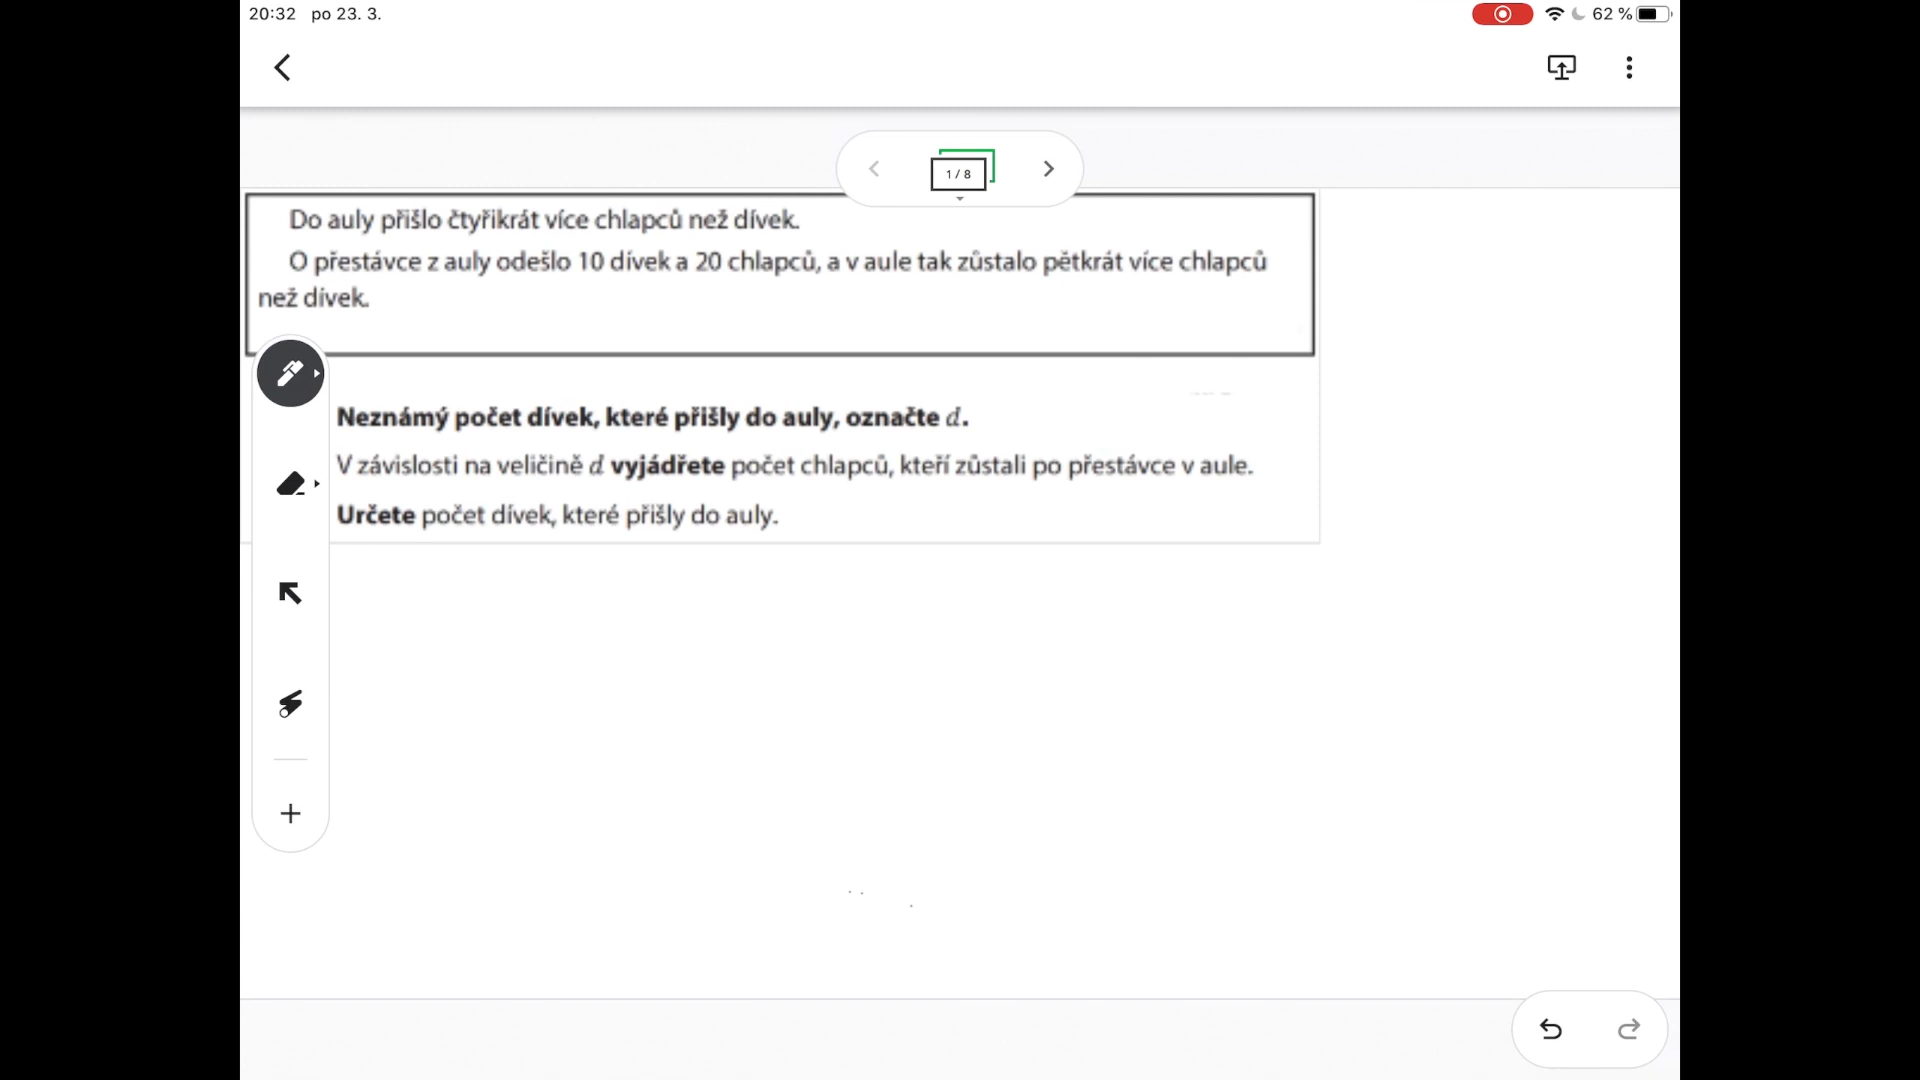 20:32 po 23. 3.
62 %
1 / 8
Do auly přišlo čtyřikrát více chlapců než dívek.
O přestávce z auly odešlo 10 dívek a 20 chlapců, a v aule tak zůstalo pětkrát více chlapců
než dívek.
Neznámý počet dívek, které přišly do auly, označte d.
V závislosti na veličině d vyjádřete počet chlapců, kteří zůstali po přestávce v aule.
Určete počet dívek, které přišly do auly.